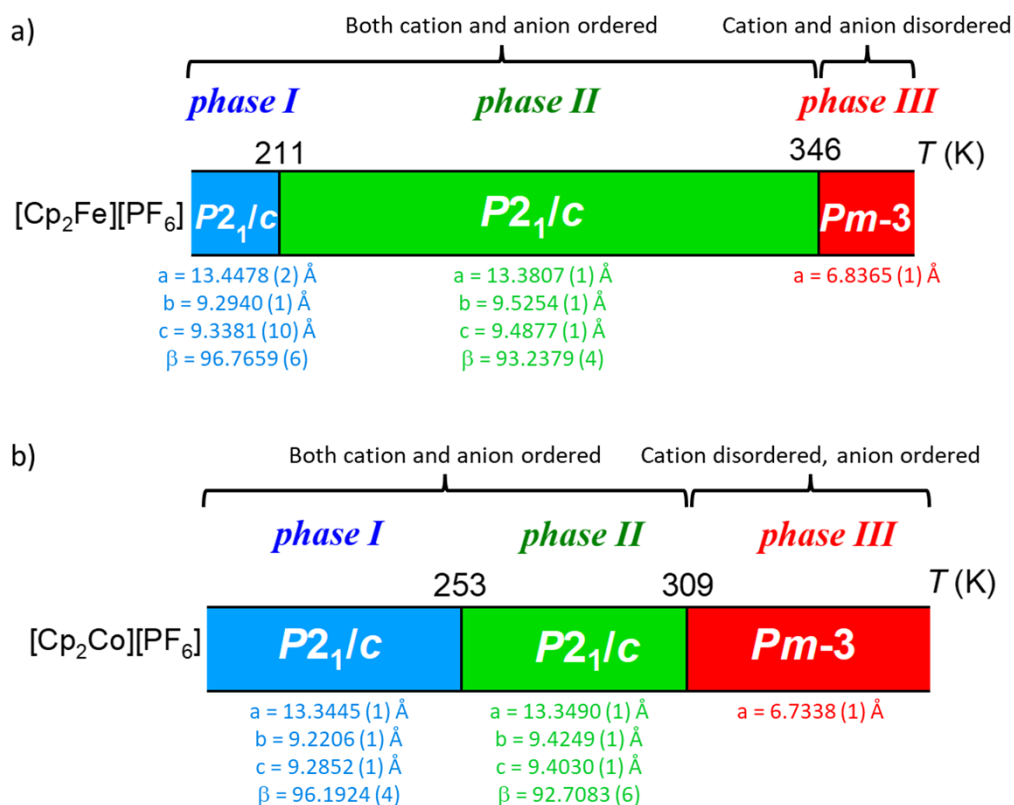 a)
Both cation and anion ordered
Cation and anion disordered
phase I
phase II
phase III
211
346
T (K)
[Cp₂Fe][PF₆]
P2₁/c
P2₁/c
Pm-3
a = 13.4478 (2) Å
b = 9.2940 (1) Å
c = 9.3381 (10) Å
β = 96.7659 (6)
a = 13.3807 (1) Å
b = 9.5254 (1) Å
c = 9.4877 (1) Å
β = 93.2379 (4)
a = 6.8365 (1) Å
b)
Both cation and anion ordered
Cation disordered, anion ordered
phase I
phase II
phase III
253
309
T (K)
[Cp₂Co][PF₆]
P2₁/c
P2₁/c
Pm-3
a = 13.3445 (1) Å
b = 9.2206 (1) Å
c = 9.2852 (1) Å
β = 96.1924 (4)
a = 13.3490 (1) Å
b = 9.4249 (1) Å
c = 9.4030 (1) Å
β = 92.7083 (6)
a = 6.7338 (1) Å